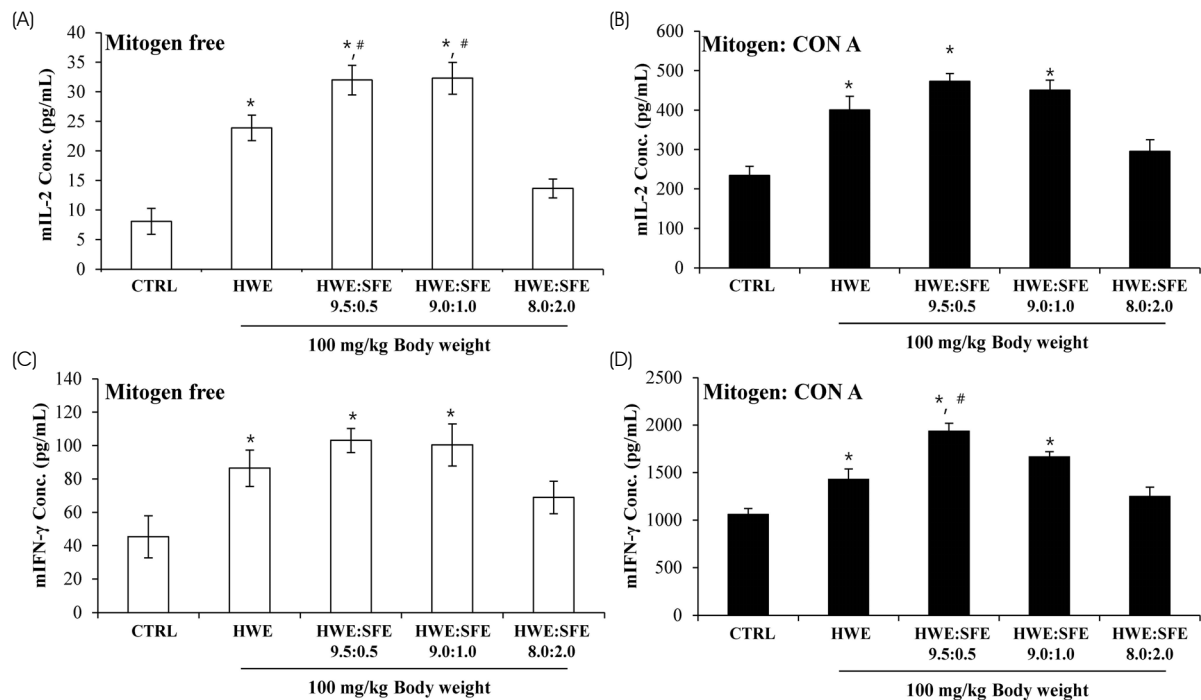 (A)
Mitogen free
mIL-2 Conc. (pg/mL)
40
35
30
25
20
15
10
5
0
*
*,#
*,#
CTRL HWE HWE:SFE HWE:SFE HWE:SFE
9.5:0.5 9.0:1.0 8.0:2.0
100 mg/kg Body weight
(B)
Mitogen: CON A
mIL-2 Conc. (pg/mL)
600
500
400
300
200
100
0
*
*
*
CTRL HWE HWE:SFE HWE:SFE HWE:SFE
9.5:0.5 9.0:1.0 8.0:2.0
100 mg/kg Body weight
(C)
Mitogen free
mIFN-γ Conc. (pg/mL)
140
120
100
80
60
40
20
0
*
*
*
CTRL HWE HWE:SFE HWE:SFE HWE:SFE
9.5:0.5 9.0:1.0 8.0:2.0
100 mg/kg Body weight
(D)
Mitogen: CON A
mIFN-γ Conc. (pg/mL)
2500
2000
1500
1000
500
0
*
*, #
*
CTRL HWE HWE:SFE HWE:SFE HWE:SFE
9.5:0.5 9.0:1.0 8.0:2.0
100 mg/kg Body weight